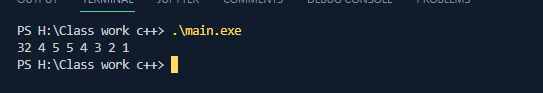 OUTPUT TERMINAL JUPYTER COMMENTS DEBUG CONSOLE PROBLEMS
PS H:\Class work c++> .\main.exe
32 4 5 5 4 3 2 1
PS H:\Class work c++>